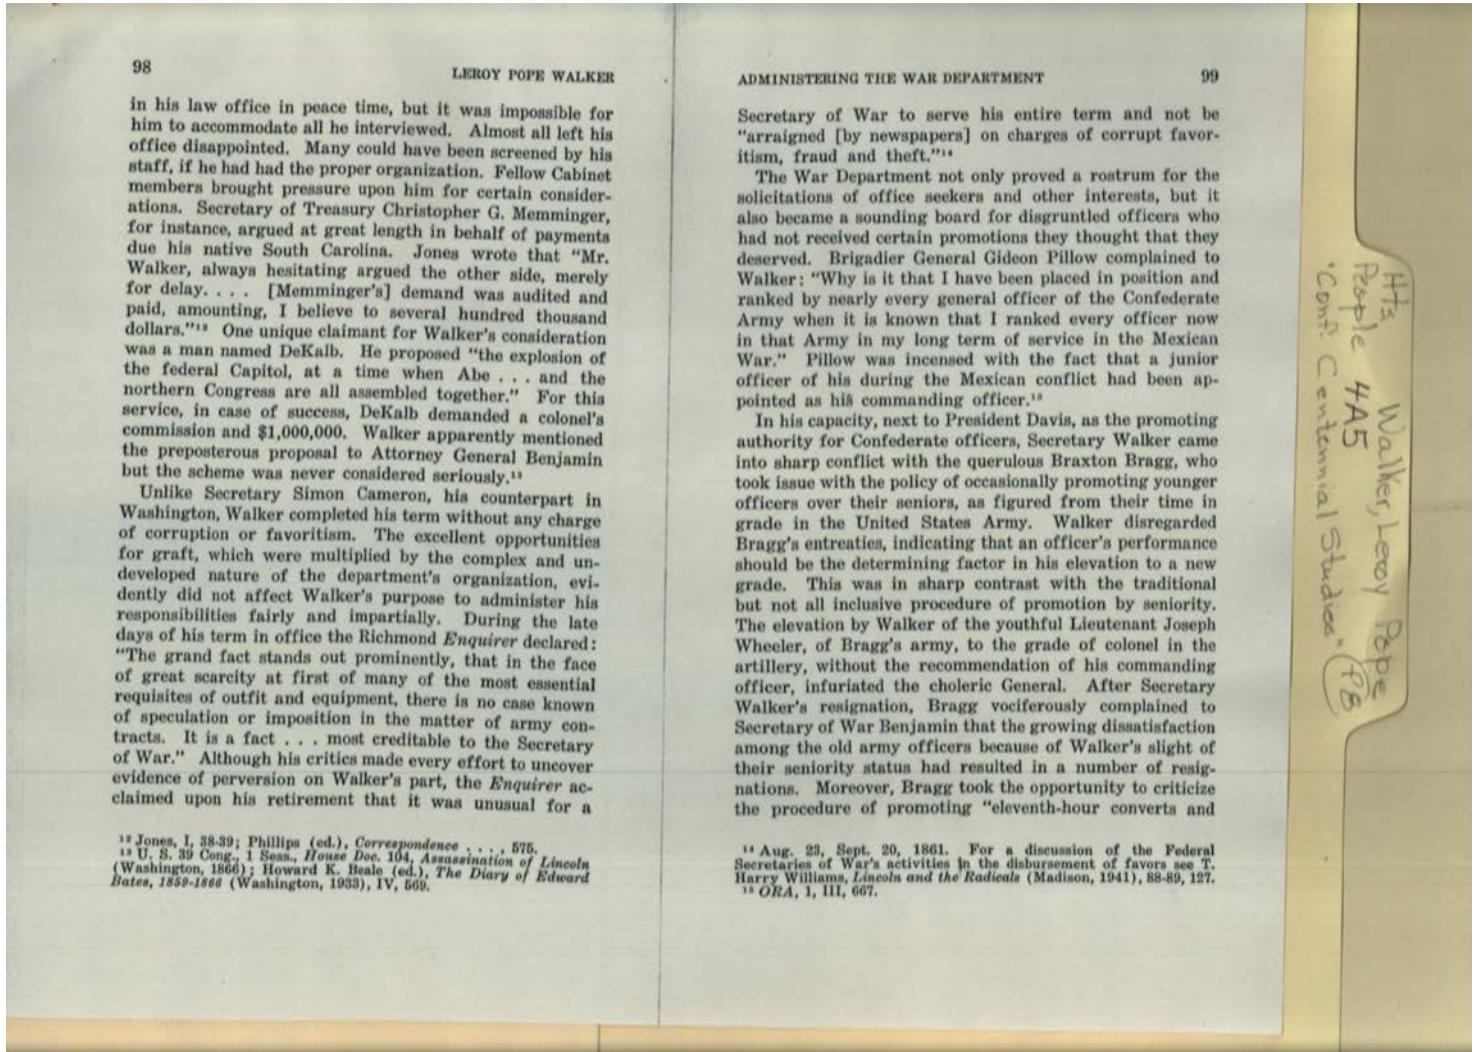 98
LEROY POPE WALKER
in his law office in peace time, but it was impossible for
him to accommodate all he interviewed. Almost all left his
office disappointed. Many could have been screened by his
staff, if he had had the proper organization. Fellow Cabinet
members brought pressure upon him for certain consider-
ations. Secretary of Treasury Christopher G. Memminger,
for instance, argued at great length in behalf of payments
due his native South Carolina. Jones wrote that "Mr.
Walker, always hesitating argued the other side, merely
for delay. . . . [Memminger's] demand was audited and
paid, amounting, I believe to several hundred thousand
dollars."¹² One unique claimant for Walker's consideration
was a man named DeKalb. He proposed "the explosion of
the federal Capitol, at a time when Abe . . . and the
northern Congress are all assembled together." For this
service, in case of success, DeKalb demanded a colonel's
commission and $1,000,000. Walker apparently mentioned
the preposterous proposal to Attorney General Benjamin
but the scheme was never considered seriously.¹³
Unlike Secretary Simon Cameron, his counterpart in
Washington, Walker completed his term without any charge
of corruption or favoritism. The excellent opportunities
for graft, which were multiplied by the complex and un-
developed nature of the department's organization, evi-
dently did not affect Walker's purpose to administer his
responsibilities fairly and impartially. During the late
days of his term in office the Richmond Enquirer declared:
"The grand fact stands out prominently, that in the face
of great scarcity at first of many of the most essential
requisites of outfit and equipment, there is no case known
of speculation or imposition in the matter of army con-
tracts. It is a fact . . . most creditable to the Secretary
of War." Although his critics made every effort to uncover
evidence of perversion on Walker's part, the Enquirer ac-
claimed upon his retirement that it was unusual for a
¹² Jones, I, 38-39; Phillips (ed.), Correspondence . . . , 575.
¹³ U. S. 39 Cong., 1 Sess., House Doc. 104, Assassination of Lincoln
(Washington, 1866); Howard K. Beale (ed.), The Diary of Edward
Bates, 1859-1866 (Washington, 1933), IV, 569.
ADMINISTERING THE WAR DEPARTMENT
99
Secretary of War to serve his entire term and not be
"arraigned [by newspapers] on charges of corrupt favor-
itism, fraud and theft."¹⁴
The War Department not only proved a rostrum for the
solicitations of office seekers and other interests, but it
also became a sounding board for disgruntled officers who
had not received certain promotions they thought that they
deserved. Brigadier General Gideon Pillow complained to
Walker: "Why is it that I have been placed in position and
ranked by nearly every general officer of the Confederate
Army when it is known that I ranked every officer now
in that Army in my long term of service in the Mexican
War." Pillow was incensed with the fact that a junior
officer of his during the Mexican conflict had been ap-
pointed as his commanding officer.¹⁵
In his capacity, next to President Davis, as the promoting
authority for Confederate officers, Secretary Walker came
into sharp conflict with the querulous Braxton Bragg, who
took issue with the policy of occasionally promoting younger
officers over their seniors, as figured from their time in
grade in the United States Army. Walker disregarded
Bragg's entreaties, indicating that an officer's performance
should be the determining factor in his elevation to a new
grade. This was in sharp contrast with the traditional
but not all inclusive procedure of promotion by seniority.
The elevation by Walker of the youthful Lieutenant Joseph
Wheeler, of Bragg's army, to the grade of colonel in the
artillery, without the recommendation of his commanding
officer, infuriated the choleric General. After Secretary
Walker's resignation, Bragg vociferously complained to
Secretary of War Benjamin that the growing dissatisfaction
among the old army officers because of Walker's slight of
their seniority status had resulted in a number of resig-
nations. Moreover, Bragg took the opportunity to criticize
the procedure of promoting "eleventh-hour converts and
¹⁴ Aug. 23, Sept. 20, 1861. For a discussion of the Federal
Secretaries of War's activities in the disbursement of favors see T.
Harry Williams, Lincoln and the Radicals (Madison, 1941), 88-89, 127.
¹⁵ ORA, 1, III, 667.
Hts Walker, Leroy Pope
People 4A5 P8
"Conf. Centennial Studies"